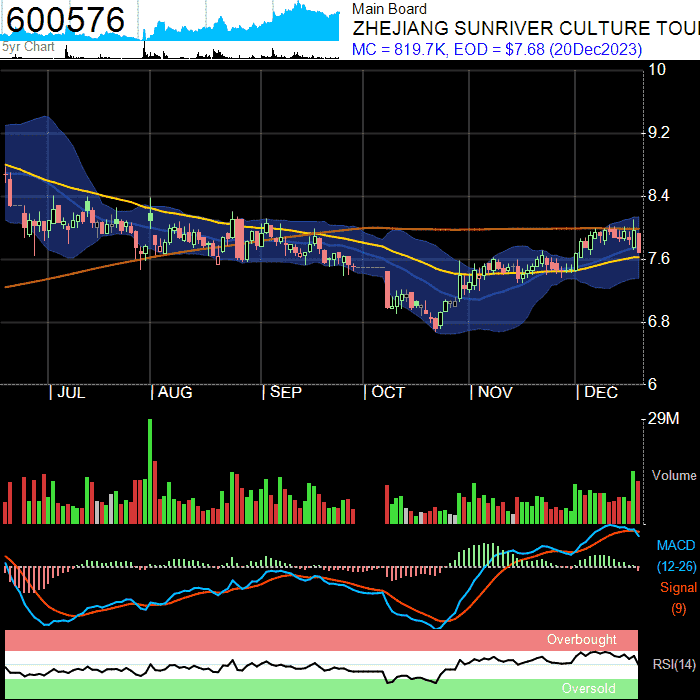 600576
5yr Chart
Main Board
ZHEJIANG SUNRIVER CULTURE TOU
MC = 819.7K, EOD = $7.68 (20Dec2023)
10
9.2
8.4
7.6
6.8
6
| JUL | AUG | SEP | OCT | NOV | DEC
29M
Volume
MACD
(12-26)
Signal
(9)
Overbought
RSI(14)
Oversold